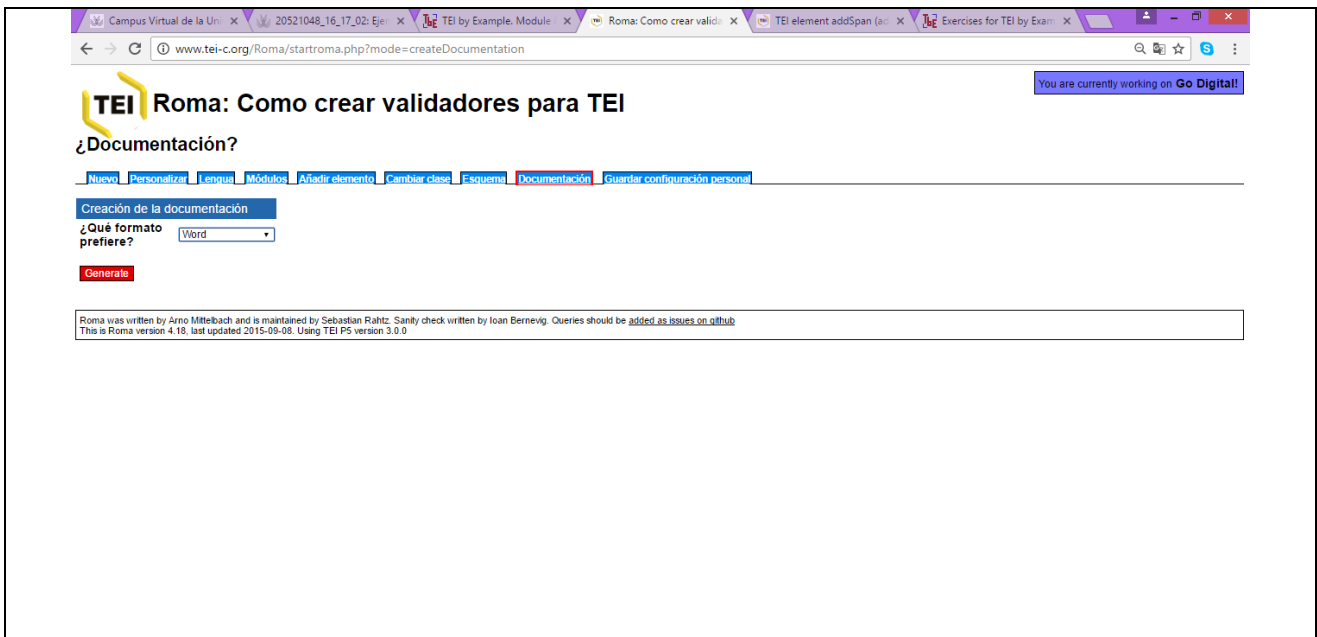 Campus Virtual de la Uni
20521048_16_17_02: Ejer
TEI by Example. Module
Roma: Como crear valida
TEI element addSpan (ad
Exercises for TEI by Exam
www.tei-c.org/Roma/startroma.php?mode=createDocumentation
You are currently working on Go Digital!
TEI Roma: Como crear validadores para TEI
¿Documentación?
Nuevo Personalizar Lengua Módulos Añadir elemento Cambiar clase Esquema Documentación Guardar configuración personal
Creación de la documentación
¿Qué formato
prefiere?
Word
Generate
Roma was written by Arno Mittelbach and is maintained by Sebastian Rahtz. Sanity check written by Ioan Bernevig. Queries should be added as issues on github
This is Roma version 4.18, last updated 2015-09-08. Using TEI P5 version 3.0.0